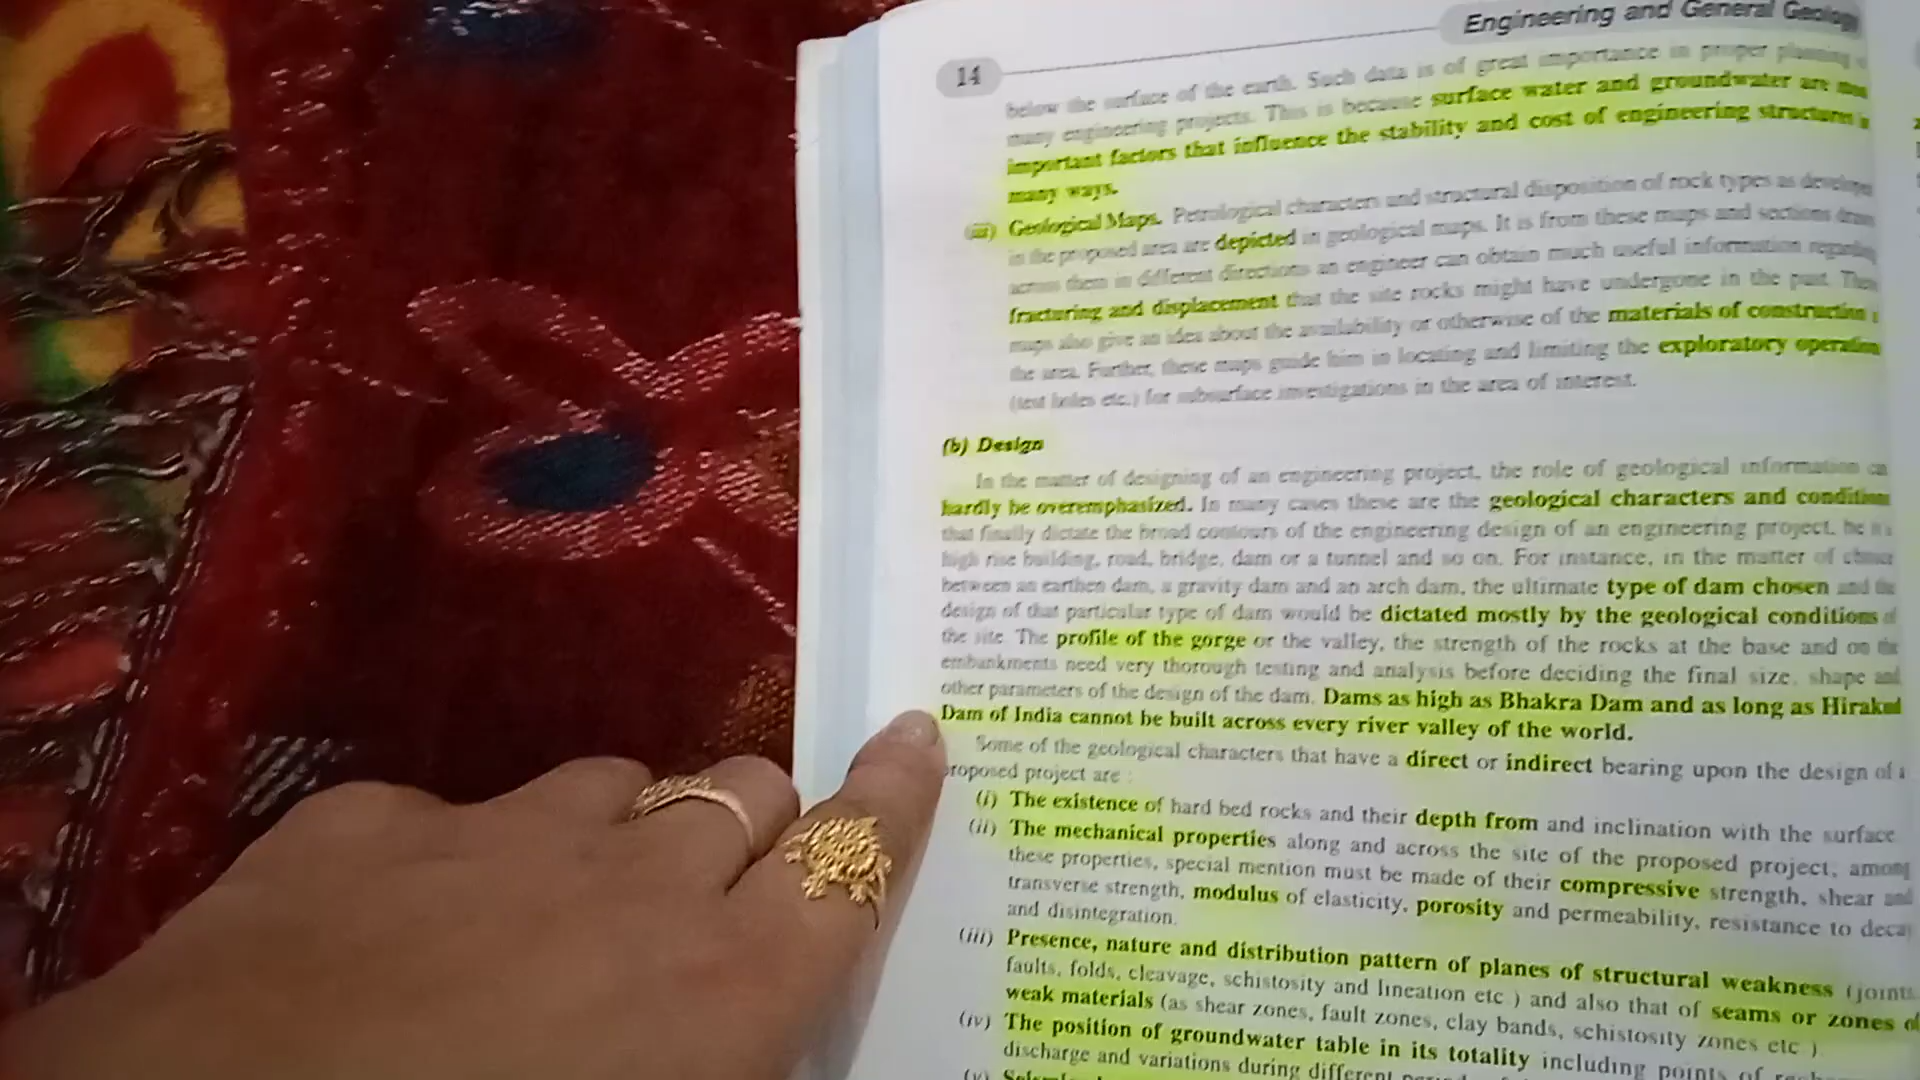 Engineering and General Geology
14
below the surface of the earth. Such data is of great importance in proper planning
many engineering projects. This is because surface water and groundwater are
important factors that influence the stability and cost of engineering structures
many ways.
(iii) Geological Maps. Petrological characters and structural disposition of rock types as
in the proposed area are depicted in geological maps. It is from these maps and sections
across them in different directions an engineer can obtain much useful information
fracturing and displacement that the site rocks might have undergone in the past.
maps also give an idea about the availability or otherwise of the materials of construction
the area. Further, these maps guide him in locating and limiting the exploratory
(test holes etc.) for subsurface investigations in the area of interest.
(b) Design
In the matter of designing of an engineering project, the role of geological information
hardly be overemphasized. In many cases these are the geological characters and
that finally dictate the broad contours of the engineering design of an engineering project, be
high rise building, road, bridge, dam or a tunnel and so on. For instance, in the matter of
between an earthen dam, a gravity dam and an arch dam, the ultimate type of dam chosen and
design of that particular type of dam would be dictated mostly by the geological conditions
the site. The profile of the gorge or the valley, the strength of the rocks at the base and on
embankments need very thorough testing and analysis before deciding the final size, shape and
other parameters of the design of the dam. Dams as high as Bhakra Dam and as long as Hirakud
Dam of India cannot be built across every river valley of the world.
Some of the geological characters that have a direct or indirect bearing upon the design of
proposed project are :
(i) The existence of hard bed rocks and their depth from and inclination with the surface.
(ii) The mechanical properties along and across the site of the proposed project, among
these properties, special mention must be made of their compressive strength, shear and
transverse strength, modulus of elasticity, porosity and permeability, resistance to decay
and disintegration.
(iii) Presence, nature and distribution pattern of planes of structural weakness (joints
faults, folds, cleavage, schistosity and lineation etc.) and also that of seams or zones of
weak materials (as shear zones, fault zones, clay bands, schistosity zones etc.)
(iv) The position of groundwater table in its totality including points of
discharge and variations during different
(v)